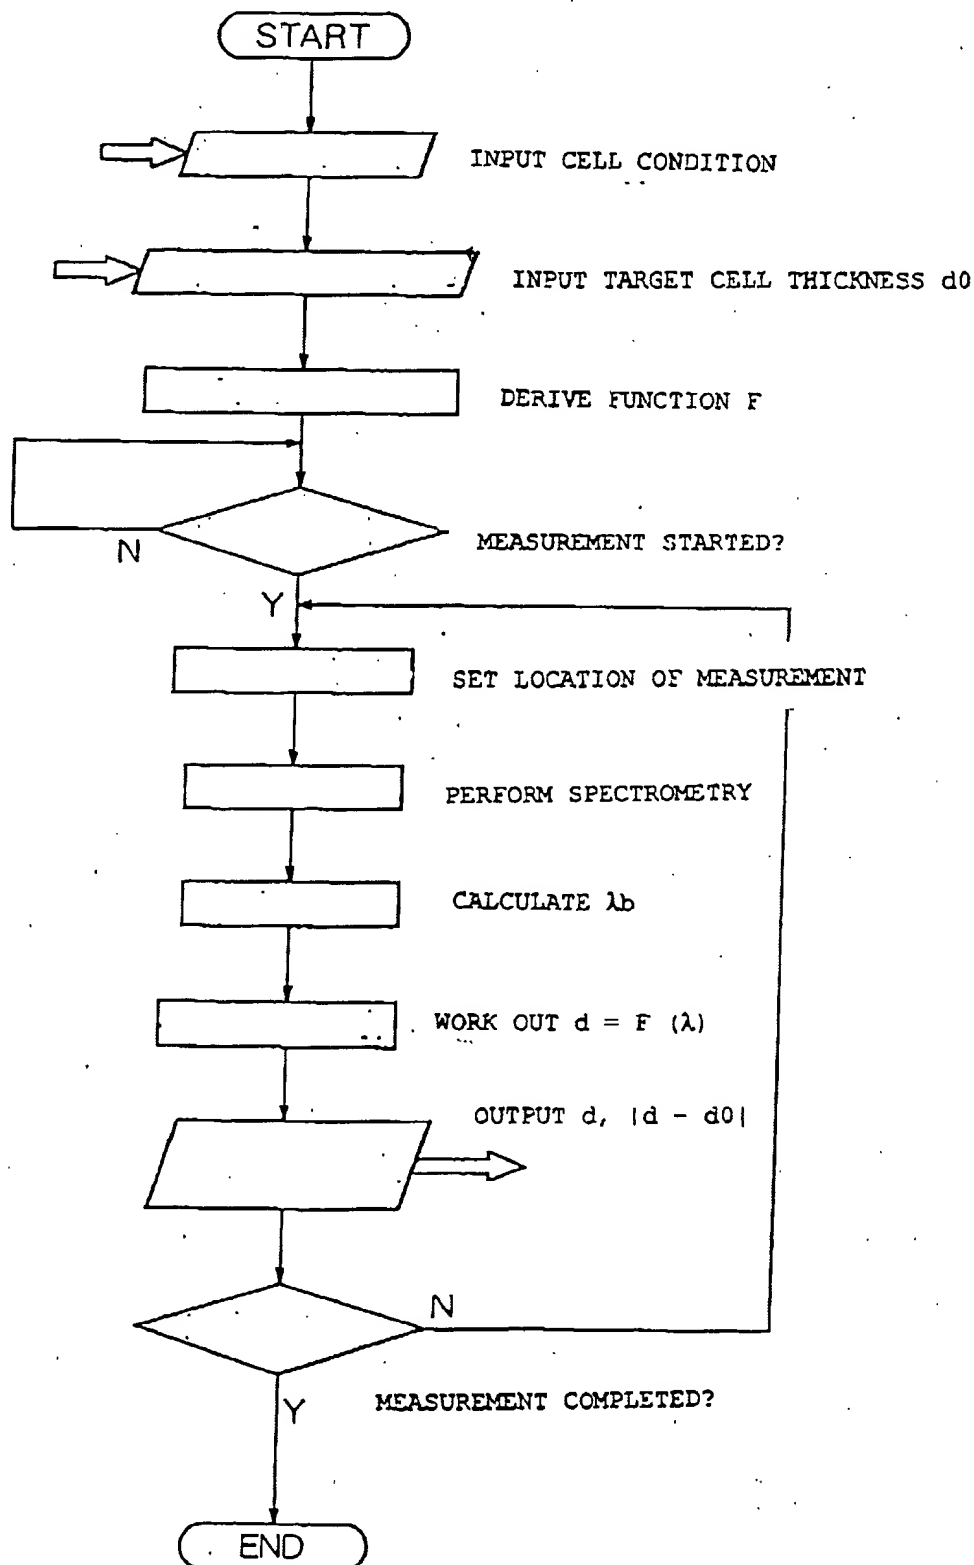 START
INPUT CELL CONDITION
INPUT TARGET CELL THICKNESS d0
DERIVE FUNCTION F
MEASUREMENT STARTED?
N
Y
SET LOCATION OF MEASUREMENT
PERFORM SPECTROMETRY
CALCULATE λb
WORK OUT d = F (λ)
OUTPUT d, |d - d0|
N
MEASUREMENT COMPLETED?
Y
END